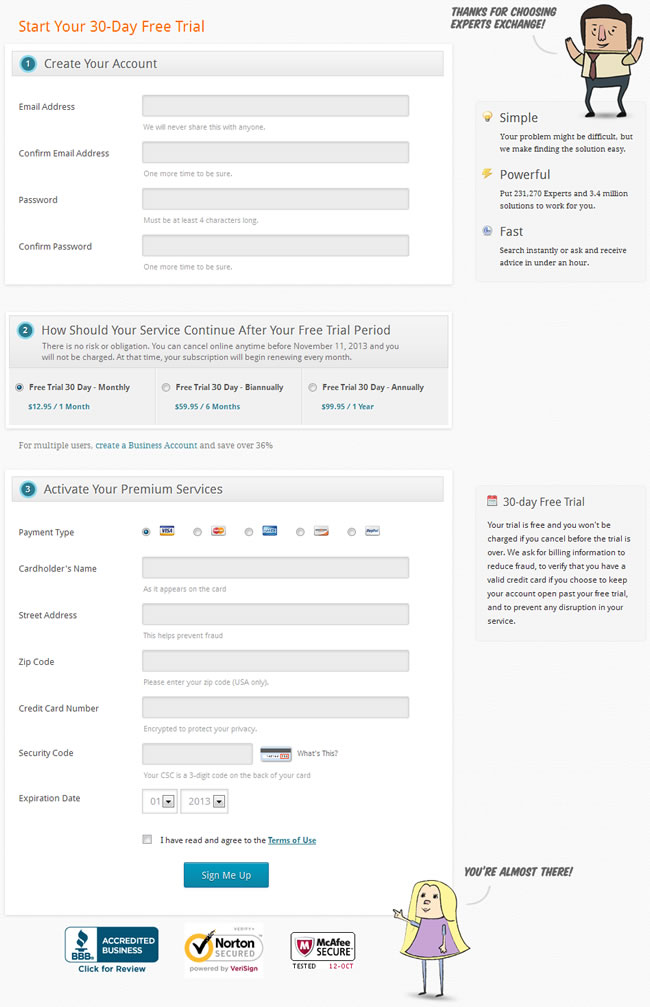 Start Your 30-Day Free Trial
THANKS FOR CHOOSING
EXPERTS EXCHANGE!
1 Create Your Account
Email Address
We will never share this with anyone.
Confirm Email Address
One more time to be sure.
Password
Must be at least 4 characters long.
Confirm Password
One more time to be sure.
Simple
Your problem might be difficult, but
we make finding the solution easy.
Powerful
Put 231,270 Experts and 3.4 million
solutions to work for you.
Fast
Search instantly or ask and receive
advice in under an hour.
2 How Should Your Service Continue After Your Free Trial Period
There is no risk or obligation. You can cancel online anytime before November 11, 2013 and you
will not be charged. At that time, your subscription will begin renewing every month.
Free Trial 30 Day - Monthly
$12.95 / 1 Month
Free Trial 30 Day - Biannually
$59.95 / 6 Months
Free Trial 30 Day - Annually
$99.95 / 1 Year
For multiple users, create a Business Account and save over 36%
3 Activate Your Premium Services
Payment Type
VISA
PayPal
Cardholder's Name
As it appears on the card
Street Address
This helps prevent fraud
Zip Code
Please enter your zip code (USA only).
Credit Card Number
Encrypted to protect your privacy.
Security Code
What's This?
Your CSC is a 3-digit code on the back of your card
Expiration Date
01
2013
I have read and agree to the Terms of Use
Sign Me Up
30-day Free Trial
Your trial is free and you won't be
charged if you cancel before the trial is
over. We ask for billing information to
reduce fraud, to verify that you have a
valid credit card if you choose to keep
your account open past your free trial,
and to prevent any disruption in your
service.
YOU'RE ALMOST THERE!
BBB
ACCREDITED
BUSINESS
Click for Review
VERIFY
Norton
SECURED
powered by VeriSign
McAfee
SECURE
TESTED 12-OCT